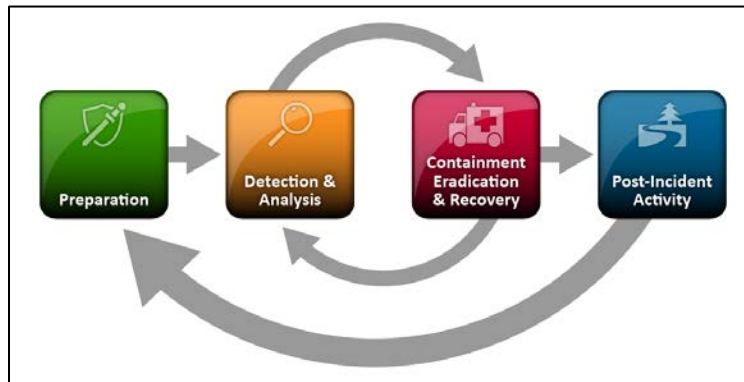 Preparation
Detection &
Analysis
Containment
Eradication
& Recovery
Post-Incident
Activity